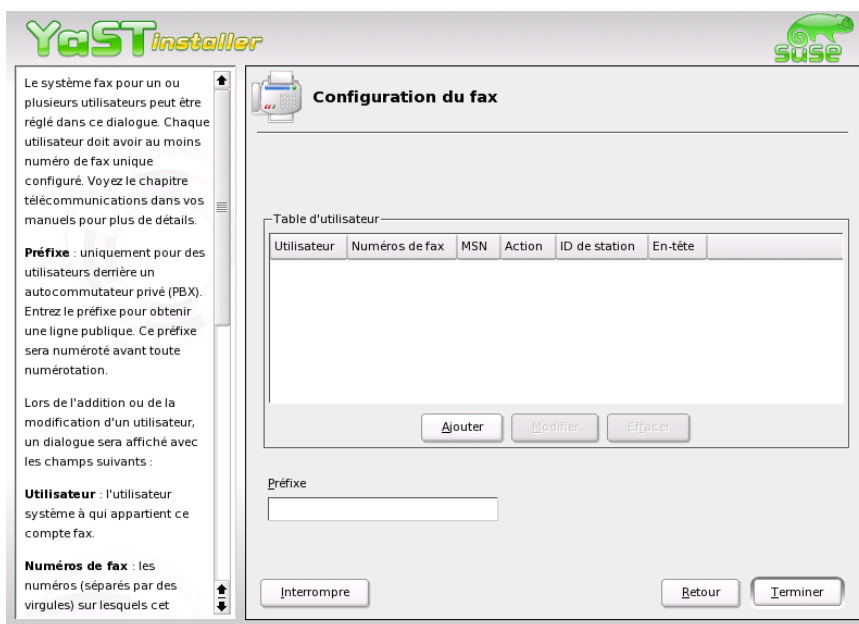 YaST installer
SUSE
Le système fax pour un ou
plusieurs utilisateurs peut être
réglé dans ce dialogue. Chaque
utilisateur doit avoir au moins
numéro de fax unique
configuré. Voyez le chapitre
télécommunications dans vos
manuels pour plus de détails.
Préfixe : uniquement pour des
utilisateurs derrière un
autocommutateur privé (PBX).
Entrez le préfixe pour obtenir
une ligne publique. Ce préfixe
sera numéroté avant toute
numérotation.
Lors de l'addition ou de la
modification d'un utilisateur,
un dialogue sera affiché avec
les champs suivants :
Utilisateur : l'utilisateur
système à qui appartient ce
compte fax.
Numéros de fax : les
numéros (séparés par des
virgules) sur lesquels cet
Configuration du fax
Table d'utilisateur
Utilisateur Numéros de fax MSN Action ID de station En-tête
Ajouter Modifier Effacer
Préfixe
Interrompre Retour Terminer